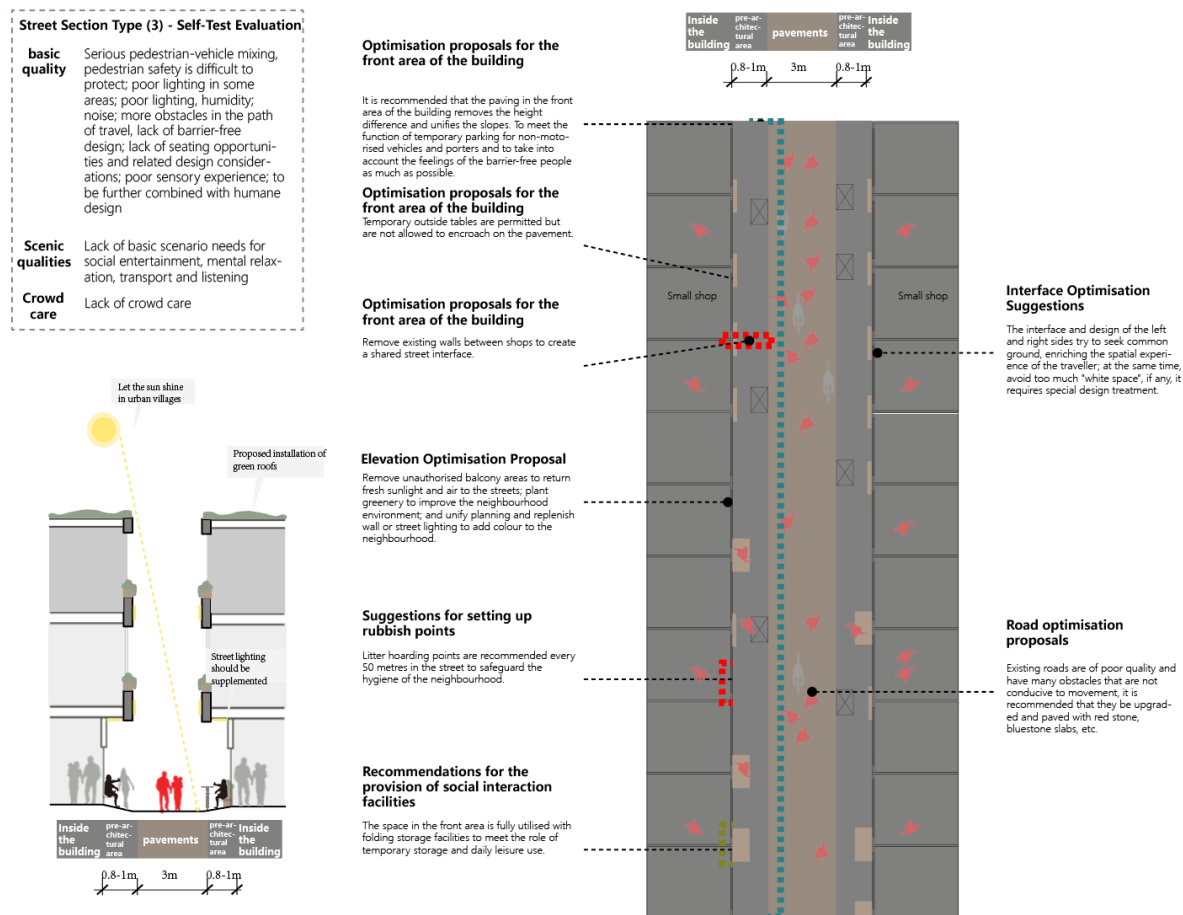 Street Section Type (3) - Self-Test Evaluation
basic
quality
Serious pedestrian-vehicle mixing,
pedestrian safety is difficult to
protect; poor lighting in some
areas; poor lighting, humidity;
noise; more obstacles in the path
of travel, lack of barrier-free
design; lack of seating opportuni-
ties and related design consider-
ations; poor sensory experience; to
be further combined with humane
design
Scenic
qualities
Lack of basic scenario needs for
social entertainment, mental relax-
ation, transport and listening
Crowd
care
Lack of crowd care
Let the sun shine
in urban villages
Proposed installation of
green roofs
Street lighting
should be
supplemented
Inside
the
building
pre-ar-
chitec-
tural
area
pavements
pre-ar-
chitec-
tural
area
Inside
the
building
0.8-1m
3m
0.8-1m
Optimisation proposals for the
front area of the building
It is recommended that the paving in the front
area of the building removes the height
difference and unifies the slopes. To meet the
function of temporary parking for non-moto-
rised vehicles and porters and to take into
account the feelings of the barrier-free people
as much as possible.
Optimisation proposals for the
front area of the building
Temporary outside tables are permitted but
are not allowed to encroach on the pavement.
Optimisation proposals for the
front area of the building
Remove existing walls between shops to create
a shared street interface.
Elevation Optimisation Proposal
Remove unauthorised balcony areas to return
fresh sunlight and air to the streets; plant
greenery to improve the neighbourhood
environment; and unify planning and replenish
wall or street lighting to add colour to the
neighbourhood.
Suggestions for setting up
rubbish points
Litter hoarding points are recommended every
50 metres in the street to safeguard the
hygiene of the neighbourhood.
Recommendations for the
provision of social interaction
facilities
The space in the front area is fully utilised with
folding storage facilities to meet the role of
temporary storage and daily leisure use.
Inside
the
building
pre-ar-
chitec-
tural
area
pavements
pre-ar-
chitec-
tural
area
Inside
the
building
0.8-1m
3m
0.8-1m
Small shop
Small shop
Interface Optimisation
Suggestions
The interface and design of the left
and right sides try to seek common
ground, enriching the spatial experi-
ence of the traveller; at the same time,
avoid too much "white space", if any, it
requires special design treatment.
Road optimisation
proposals
Existing roads are of poor quality and
have many obstacles that are not
conducive to movement, it is
recommended that they be upgrad-
ed and paved with red stone,
bluestone slabs, etc.